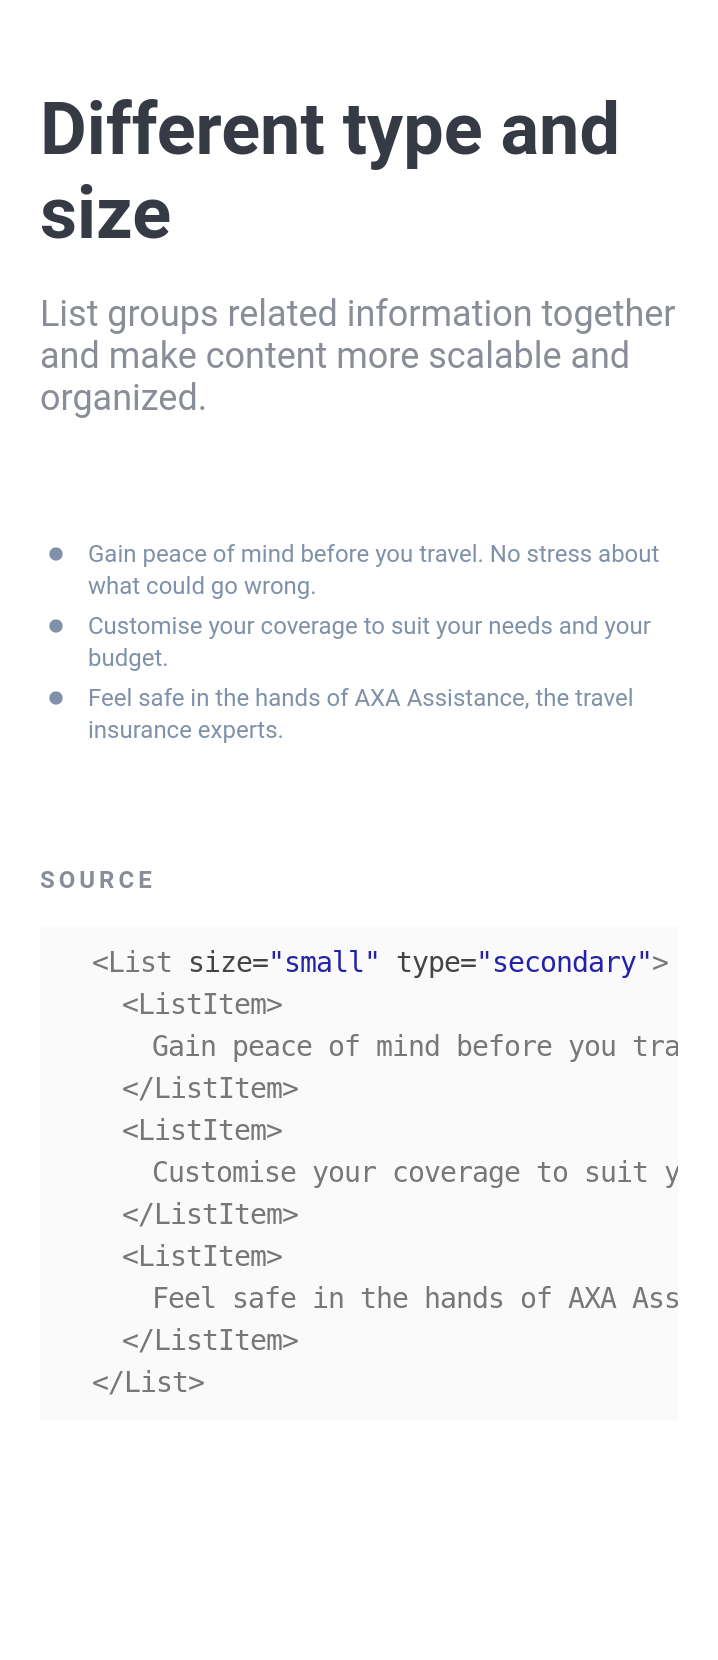 Different type and
size
List groups related information together
and make content more scalable and
organized.
Gain peace of mind before you travel. No stress about
what could go wrong.
Customise your coverage to suit your needs and your
budget.
Feel safe in the hands of AXA Assistance, the travel
insurance experts.
SOURCE
<List size="small" type="secondary">
<ListItem>
Gain peace of mind before you tra
</ListItem>
<ListItem>
Customise your coverage to suit y
</ListItem>
<ListItem>
Feel safe in the hands of AXA Ass
</ListItem>
</List>